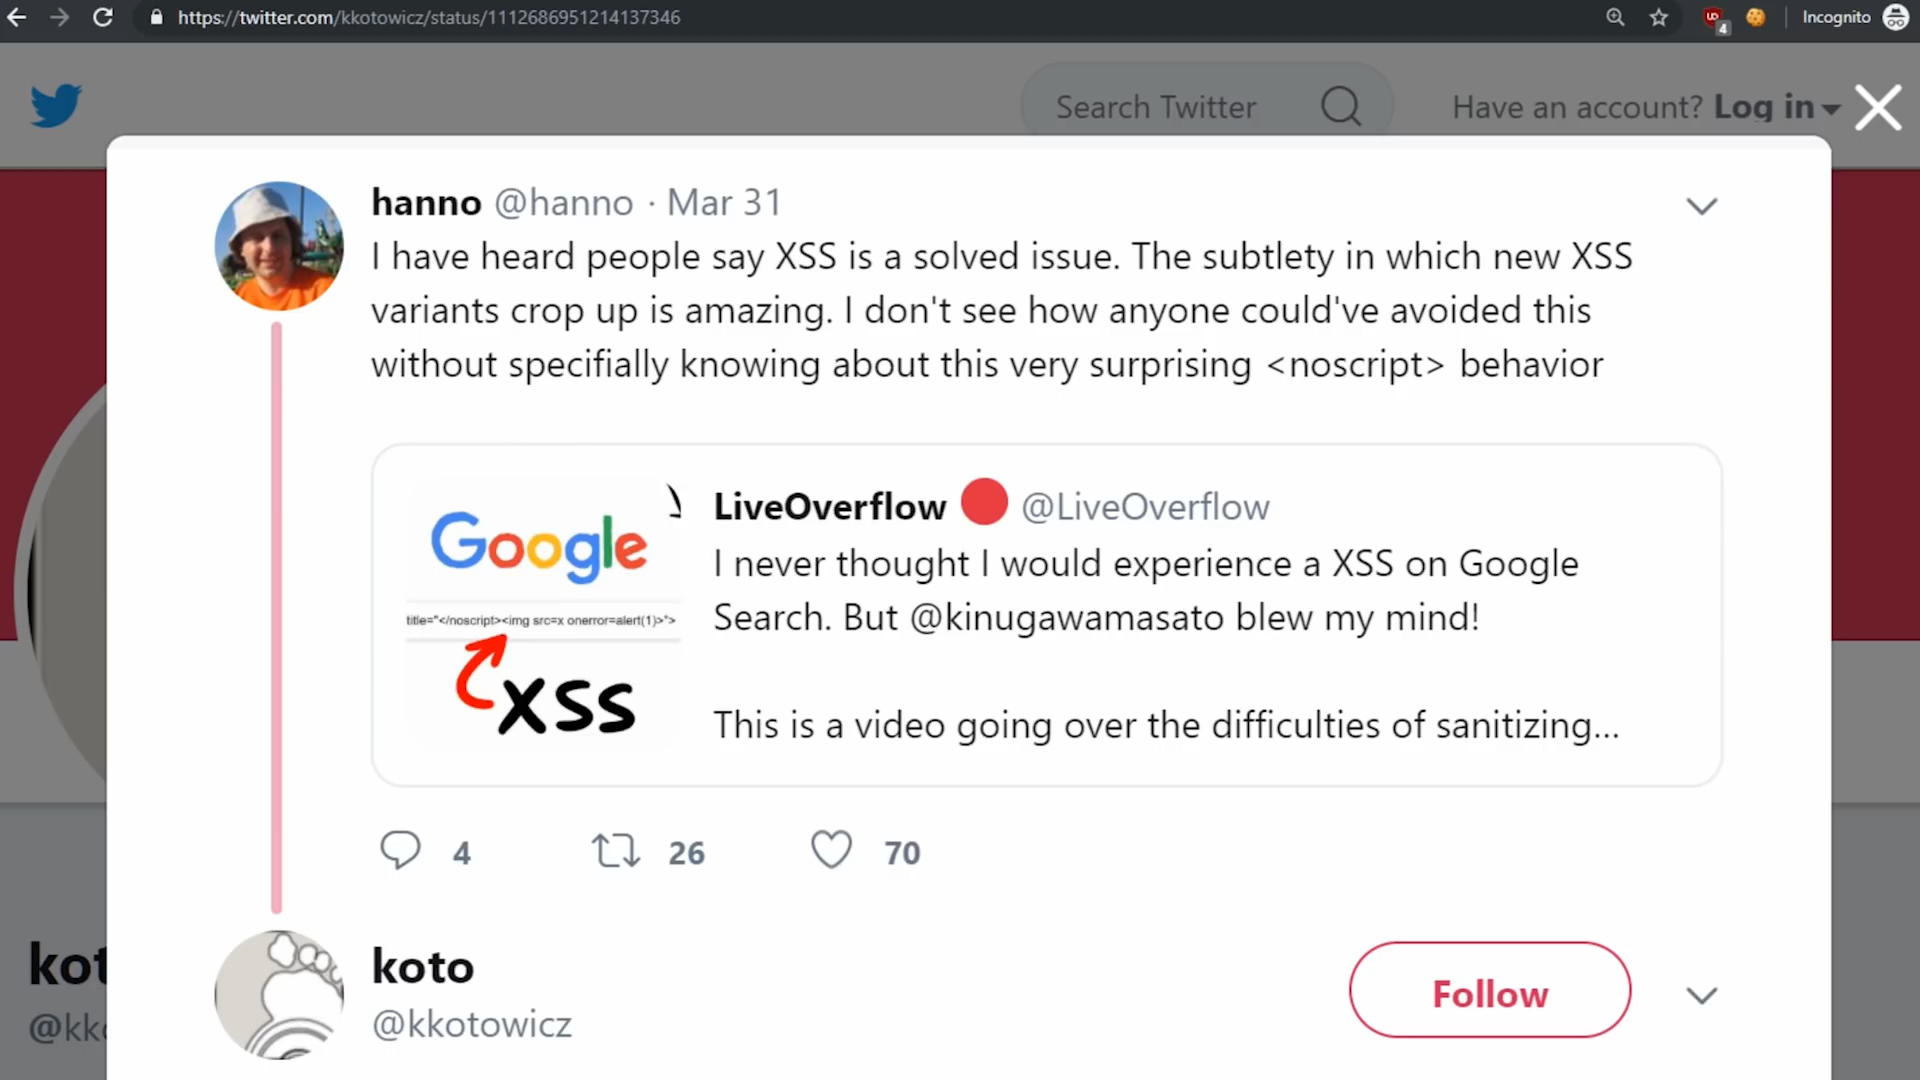 https://twitter.com/kkotowicz/status/1112686951214137346
4
Incognito
Search Twitter
Have an account? Log in
hanno @hanno · Mar 31
I have heard people say XSS is a solved issue. The subtlety in which new XSS
variants crop up is amazing. I don't see how anyone could've avoided this
without specifially knowing about this very surprising <noscript> behavior
Google
title="</noscript><img src=x onerror=alert(1)>">
XSS
LiveOverflow @LiveOverflow
I never thought I would experience a XSS on Google
Search. But @kinugawamasato blew my mind!
This is a video going over the difficulties of sanitizing...
4
26
70
kot
@kk
koto
@kkotowicz
Follow